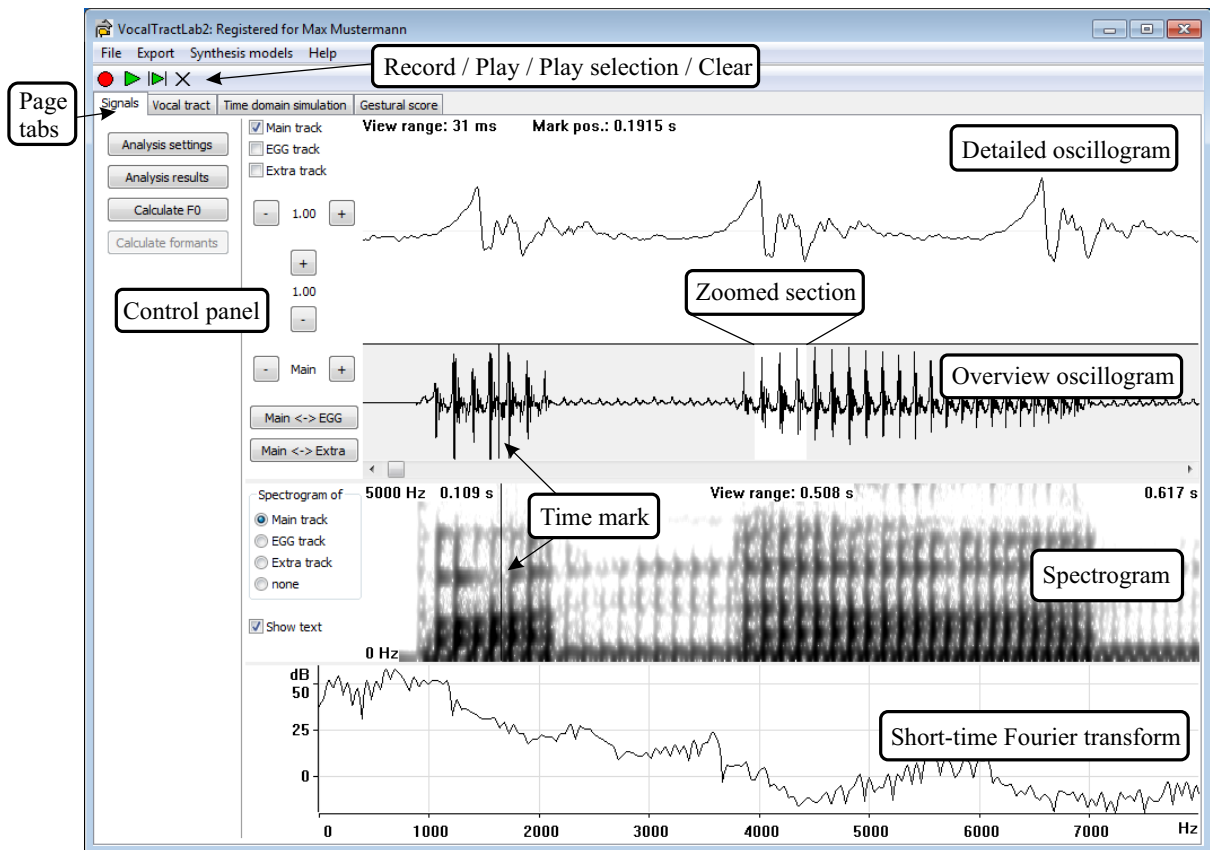 VocalTractLab2: Registered for Max Mustermann
File Export Synthesis models Help
Record / Play / Play selection / Clear
Page
tabs
Signals Vocal tract Time domain simulation Gestural score
Analysis settings
Analysis results
Calculate F0
Calculate formants
Control panel
Main track
EGG track
Extra track
- 1.00 +
+
1.00
-
- Main +
Main <-> EGG
Main <-> Extra
View range: 31 ms Mark pos.: 0.1915 s
Detailed oscillogram
Zoomed section
Overview oscillogram
Time mark
Spectrogram of
Main track
EGG track
Extra track
none
Show text
5000 Hz 0.109 s View range: 0.508 s 0.617 s
Spectrogram
0 Hz
dB
50
25
0
Short-time Fourier transform
0 1000 2000 3000 4000 5000 6000 7000 Hz